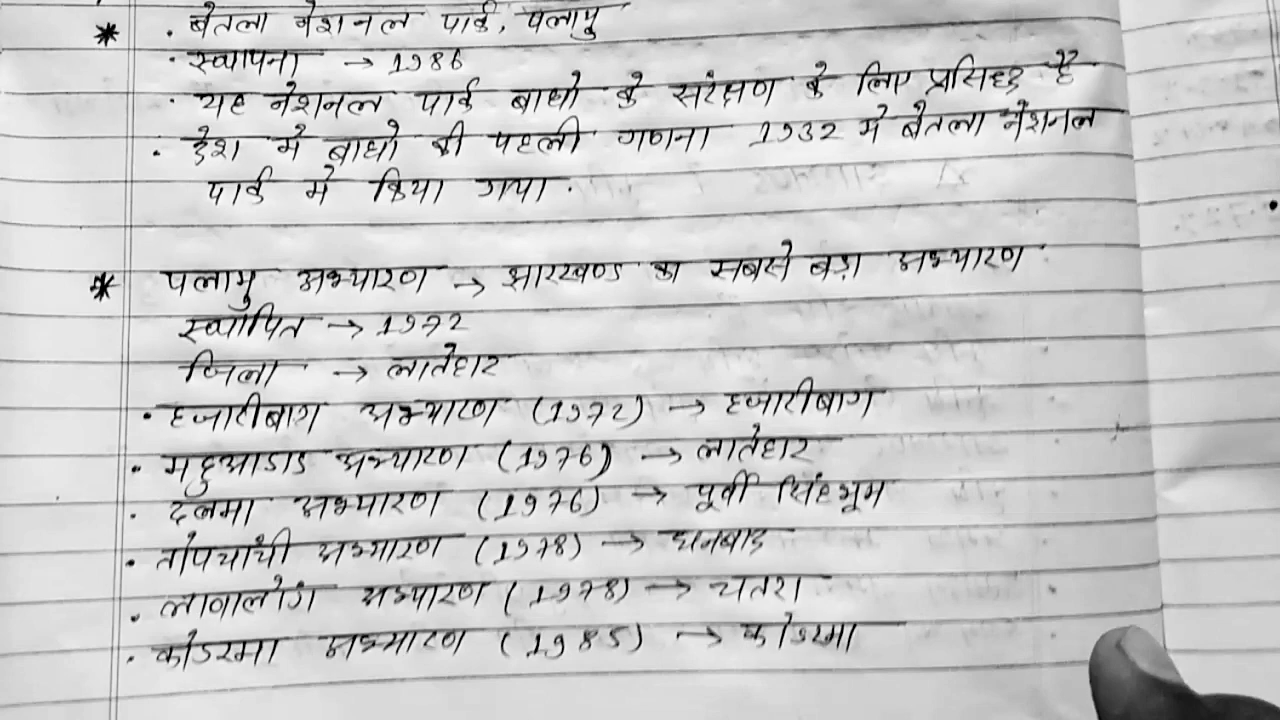 * . बेतला नेशनल पार्क, पलामु
. स्थापना → 1986
. यह नेशनल पार्क बाघो के संरक्षण के लिए प्रसिद्ध है
. देश मे बाघो की पहली गणना 1932 मे बेतला नेशनल
पार्क मे किया गया.
* पलामु अभ्यारण → झारखण्ड का सबसे बड़ा अभ्यारण
स्थापित → 1972
जिला → लातेहार
. हजारीबाग अभ्यारण (1972) → हजारीबाग
. महुआडाड अभ्यारण (1976) → लातेहार
. दलमा अभ्यारण (1976) → पूर्वी सिंहभूम
. तोपचांची अभ्यारण (1978) → धनबाद
. लावालोंग अभ्यारण (1978) → चतरा
. कोडरमा अभ्यारण (1985) → कोडरमा